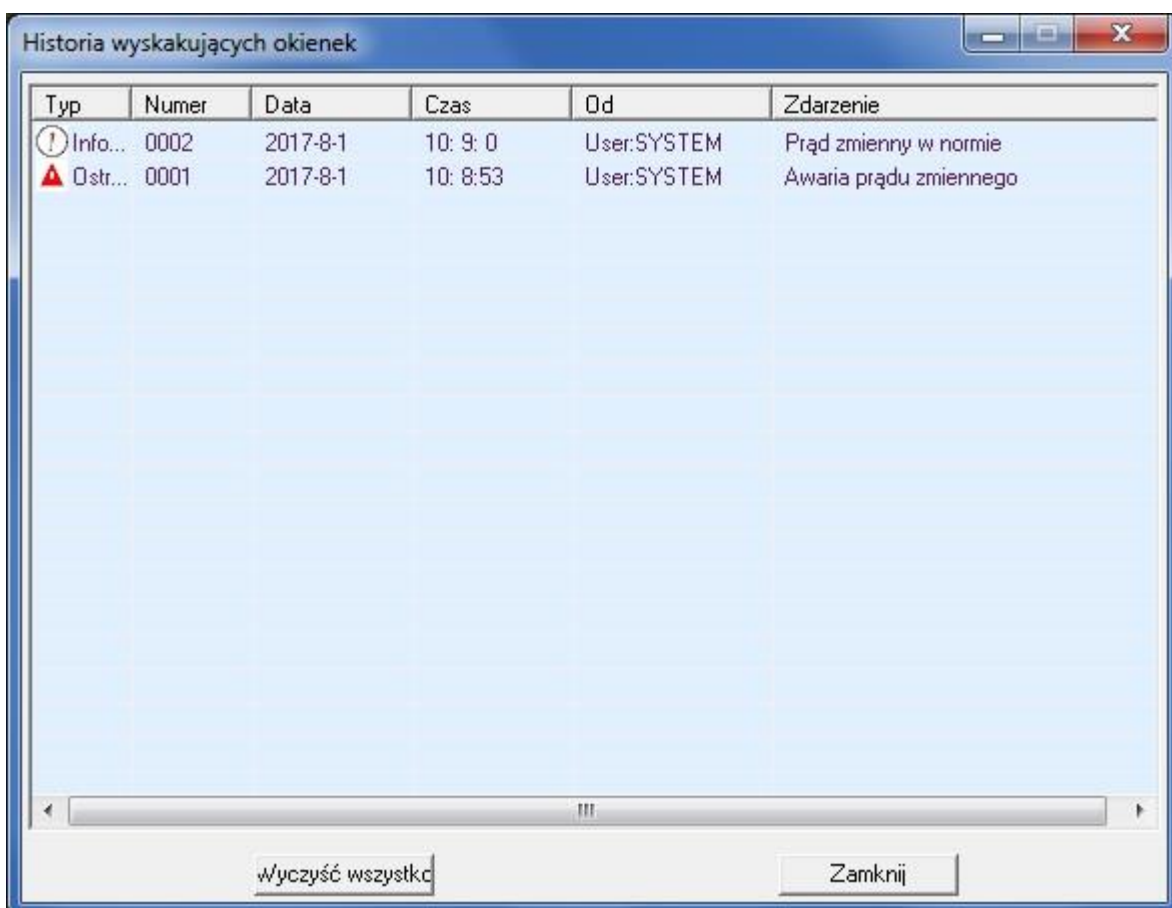 Historia wyskakujących okienek
Typ Numer Data Czas Od Zdarzenie
Info... 0002 2017-8-1 10: 9: 0 User:SYSTEM Prąd zmienny w normie
Ostr... 0001 2017-8-1 10: 8:53 User:SYSTEM Awaria prądu zmiennego
Wyczyść wszystko Zamknij